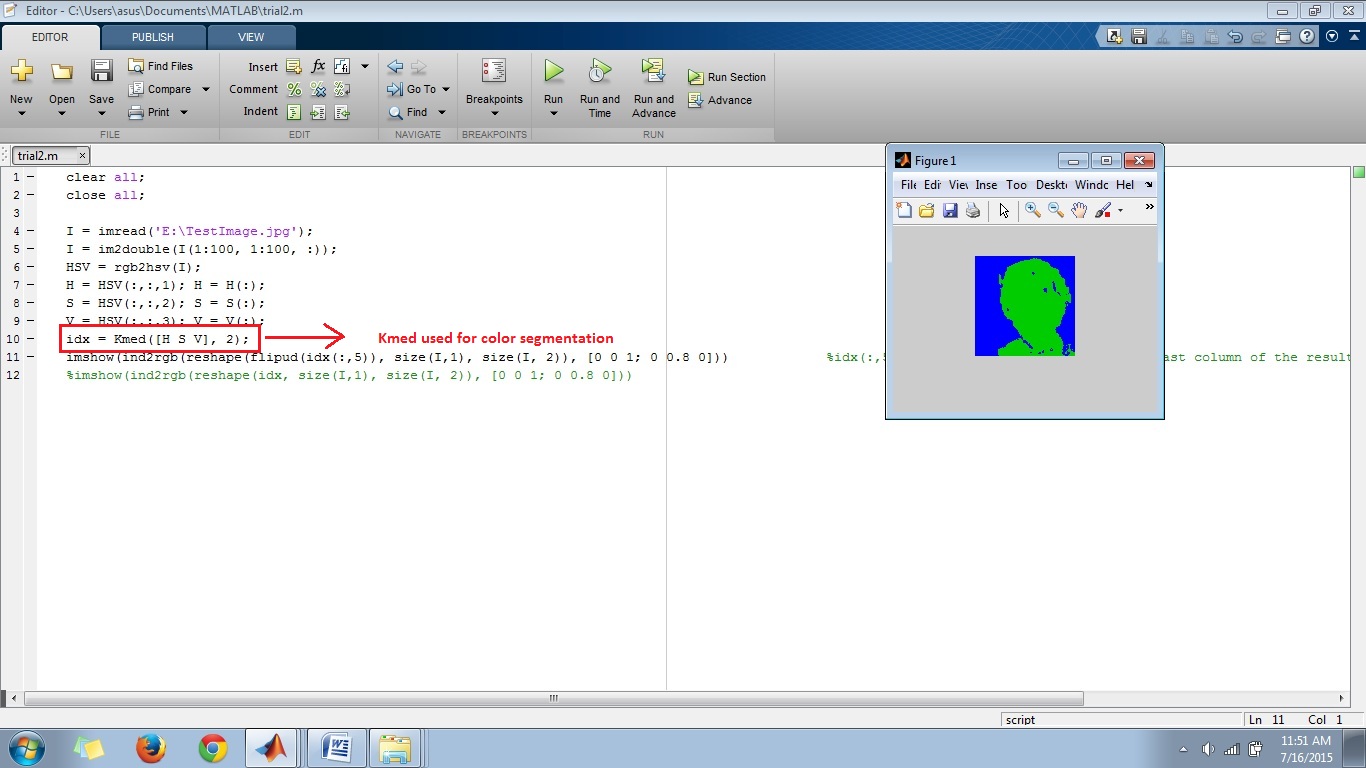 Editor - C:\Users\asus\Documents\MATLAB\trial2.m
EDITOR PUBLISH VIEW
New Open Save Find Files Compare Print
Insert Comment Indent
Go To Find
Breakpoints
Run Run and Time Run and Advance Run Section Advance
FILE EDIT NAVIGATE BREAKPOINTS RUN
trial2.m ×
1 – clear all;
2 – close all;
3
4 – I = imread('E:\TestImage.jpg');
5 – I = im2double(I(1:100, 1:100, :));
6 – HSV = rgb2hsv(I);
7 – H = HSV(:,:,1); H = H(:);
8 – S = HSV(:,:,2); S = S(:);
9 – V = HSV(:,:,3); V = V(:);
10 – idx = Kmed([H S V], 2);
Kmed used for color segmentation
11 – imshow(ind2rgb(reshape(flipud(idx(:,5)), size(I,1), size(I, 2)), [0 0 1; 0 0.8 0])) %idx(:,5 ast column of the result
12 %imshow(ind2rgb(reshape(idx, size(I,1), size(I, 2)), [0 0 1; 0 0.8 0]))
Figure 1
File Edi Viev Inse Too Deskt Windc Hel
script Ln 11 Col 1
11:51 AM
7/16/2015